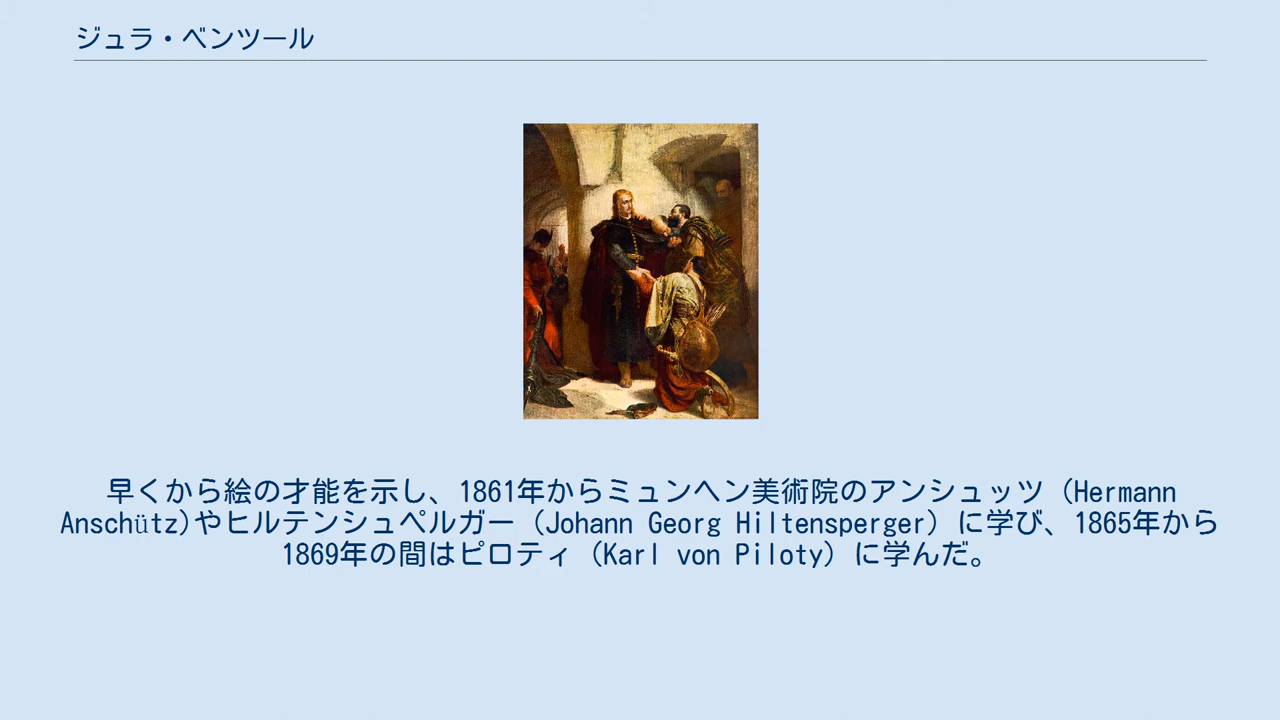 ジュラ・ベンツール
早くから絵の才能を示し、1861年からミュンヘン美術院のアンシュッツ（Hermann
Anschütz)やヒルテンシュペルガー（Johann Georg Hiltensperger）に学び、1865年から
1869年の間はピロティ（Karl von Piloty）に学んだ。